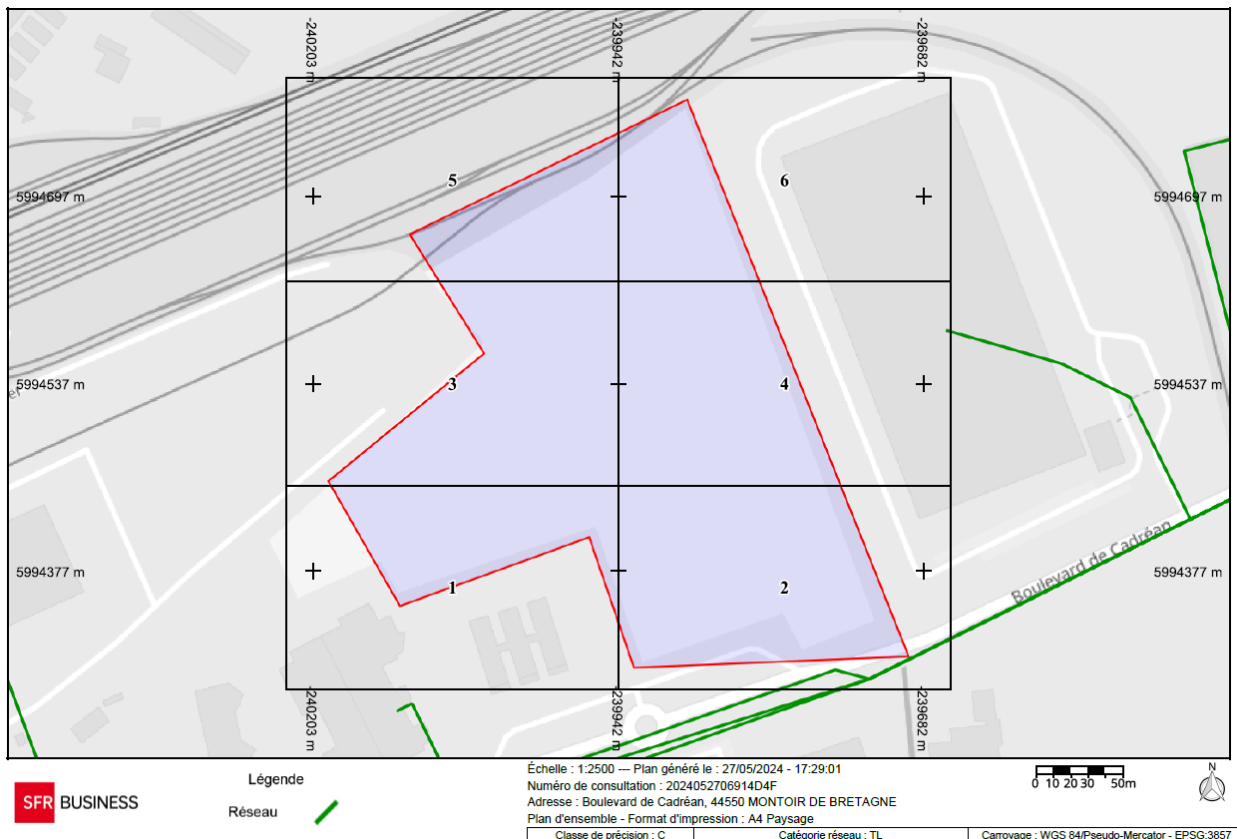 -240203 m
-239942 m
-239682 m
5
6
5994697 m
5994697 m
3
4
er
5994537 m
5994537 m
Boulevard de Cadréan
5994377 m
5994377 m
1
2
-240203 m
-239942 m
-239682 m
SFR BUSINESS
Légende
Réseau
Échelle : 1:2500 --- Plan généré le : 27/05/2024 - 17:29:01
Numéro de consultation : 2024052706914D4F
Adresse : Boulevard de Cadréan, 44550 MONTOIR DE BRETAGNE
Plan d'ensemble - Format d'impression : A4 Paysage
Classe de précision : C
Catégorie réseau : TL
Carroyage : WGS 84/Pseudo-Mercator - EPSG:3857
0 10 20 30 50m
N